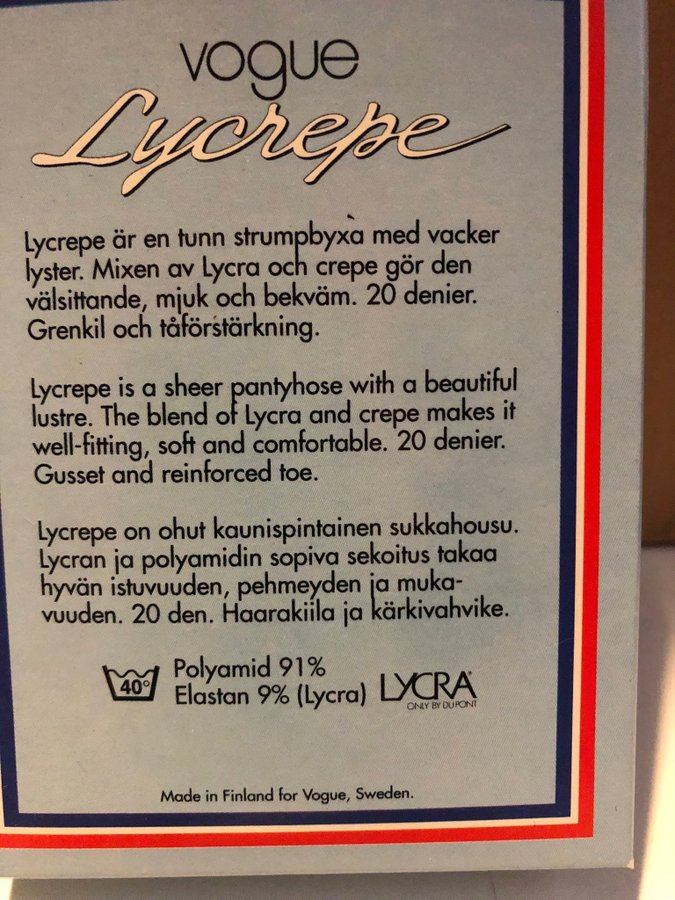 vogue
Lycrepe
Lycrepe är en tunn strumpbyxa med vacker
lyster. Mixen av Lycra och crepe gör den
välsittande, mjuk och bekväm. 20 denier.
Grenkil och tåförstärkning.
Lycrepe is a sheer pantyhose with a beautiful
lustre. The blend of Lycra and crepe makes it
well-fitting, soft and comfortable. 20 denier.
Gusset and reinforced toe.
Lycrepe on ohut kaunispintainen sukkahousu.
Lycran ja polyamidin sopiva sekoitus takaa
hyvän istuvuuden, pehmeyden ja muka-
vuuden. 20 den. Haarakiila ja kärkivahvike.
40°
Polyamid 91%
Elastan 9% (Lycra)
LYCRA®
ONLY BY DU PONT
Made in Finland for Vogue, Sweden.